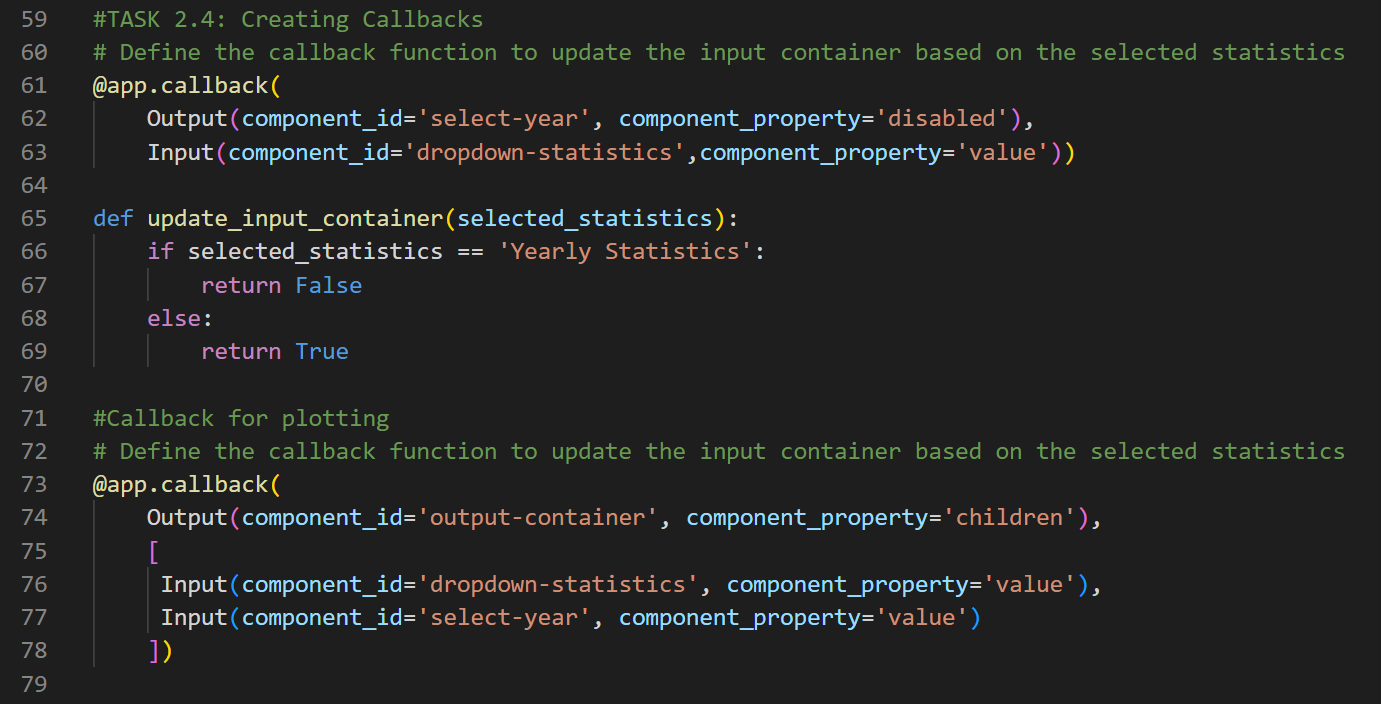 59 #TASK 2.4: Creating Callbacks
60 # Define the callback function to update the input container based on the selected statistics
61 @app.callback(
62     Output(component_id='select-year', component_property='disabled'),
63     Input(component_id='dropdown-statistics',component_property='value'))
64
65 def update_input_container(selected_statistics):
66     if selected_statistics == 'Yearly Statistics':
67         return False
68     else:
69         return True
70
71 #Callback for plotting
72 # Define the callback function to update the input container based on the selected statistics
73 @app.callback(
74     Output(component_id='output-container', component_property='children'),
75     [
76      Input(component_id='dropdown-statistics', component_property='value'),
77      Input(component_id='select-year', component_property='value')
78     ])
79